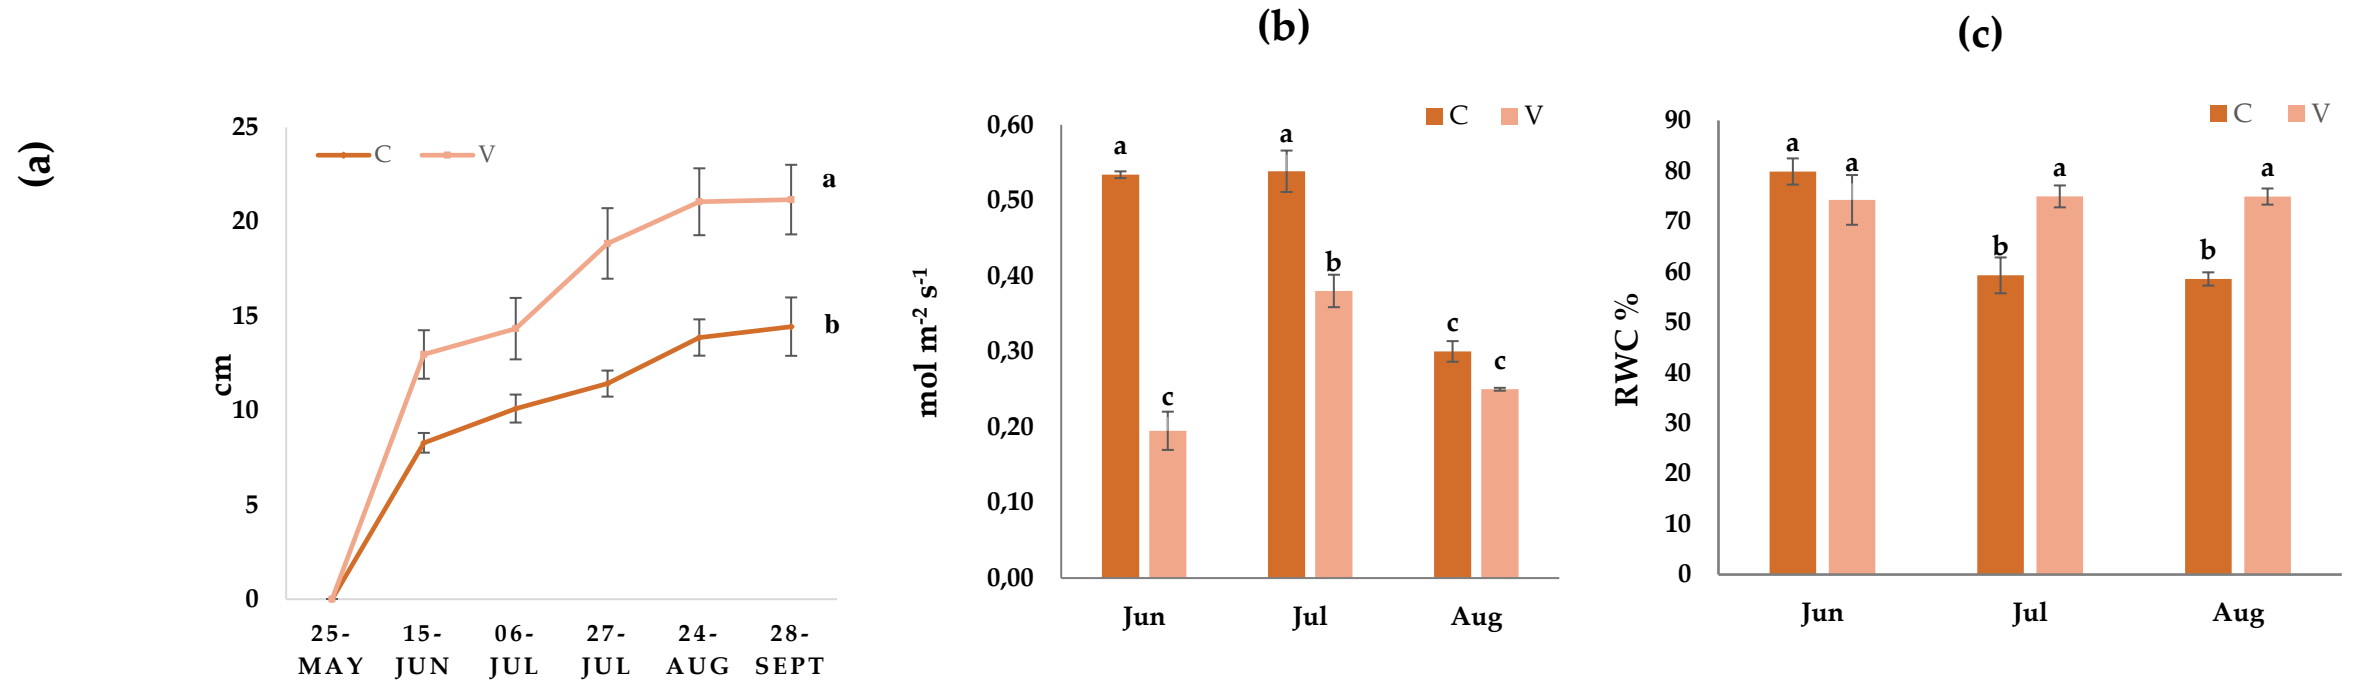 (a)
C V
25
20
15
10
5
0
cm
a
b
25-MAY 15-JUN 06-JUL 27-JUL 24-AUG 28-SEPT
(b)
C V
0,60
0,50
0,40
0,30
0,20
0,10
0,00
mol m⁻² s⁻¹
a c a b c c
Jun Jul Aug
(c)
C V
90
80
70
60
50
40
30
20
10
0
RWC %
a a b a b a
Jun Jul Aug